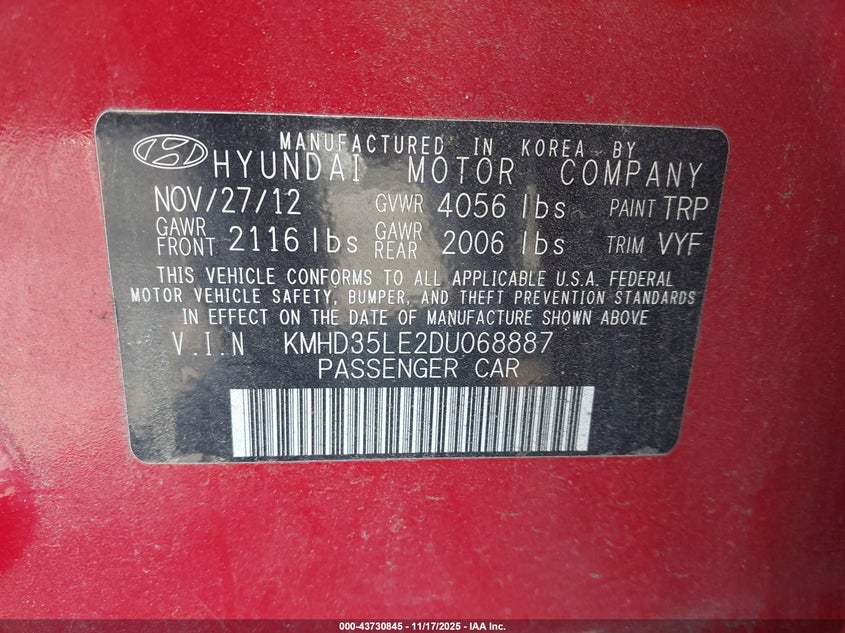 MANUFACTURED IN KOREA BY
HYUNDAI MOTOR COMPANY
NOV/27/12 GVWR 4056 lbs PAINT TRP
GAWR FRONT 2116 lbs GAWR REAR 2006 lbs TRIM VYF
THIS VEHICLE CONFORMS TO ALL APPLICABLE U.S.A. FEDERAL
MOTOR VEHICLE SAFETY, BUMPER, AND THEFT PREVENTION STANDARDS
IN EFFECT ON THE DATE OF MANUFACTURE SHOWN ABOVE
V.I.N KMHD35LE2DU068887
PASSENGER CAR
000-43730845 — 11/17/2025 - IAA Inc.